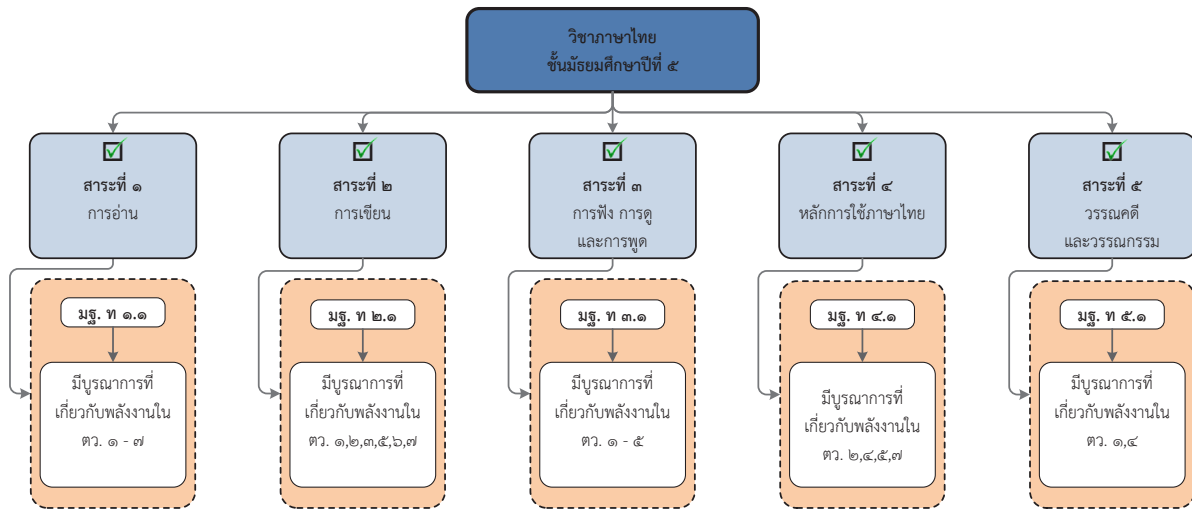 วิชาภาษาไทย
ชั้นมัธยมศึกษาปีที่ ๕
สาระที่ ๑
การอ่าน
สาระที่ ๒
การเขียน
สาระที่ ๓
การฟัง การดู
และการพูด
สาระที่ ๔
หลักการใช้ภาษาไทย
สาระที่ ๕
วรรณคดี
และวรรณกรรม
มฐ. ท ๑.๑
มีบูรณาการที่
เกี่ยวกับพลังงานใน
ตว. ๑ - ๗
มฐ. ท ๒.๑
มีบูรณาการที่
เกี่ยวกับพลังงานใน
ตว. ๑,๒,๓,๕,๖,๗
มฐ. ท ๓.๑
มีบูรณาการที่
เกี่ยวกับพลังงานใน
ตว. ๑ - ๕
มฐ. ท ๔.๑
มีบูรณาการที่
เกี่ยวกับพลังงานใน
ตว. ๒,๔,๕,๗
มฐ. ท ๕.๑
มีบูรณาการที่
เกี่ยวกับพลังงานใน
ตว. ๑,๔